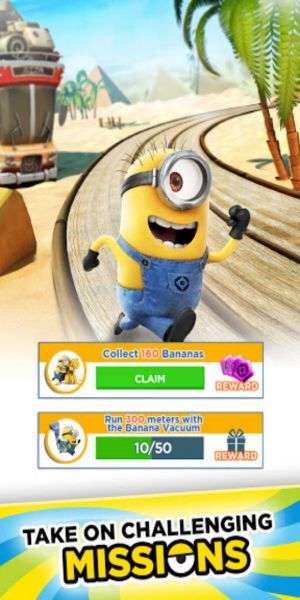 Collect 160 Bananas
CLAIM
REWARD
Run 300 meters with
the Banana Vacuum
10/50
REWARD
TAKE ON CHALLENGING
MISSIONS